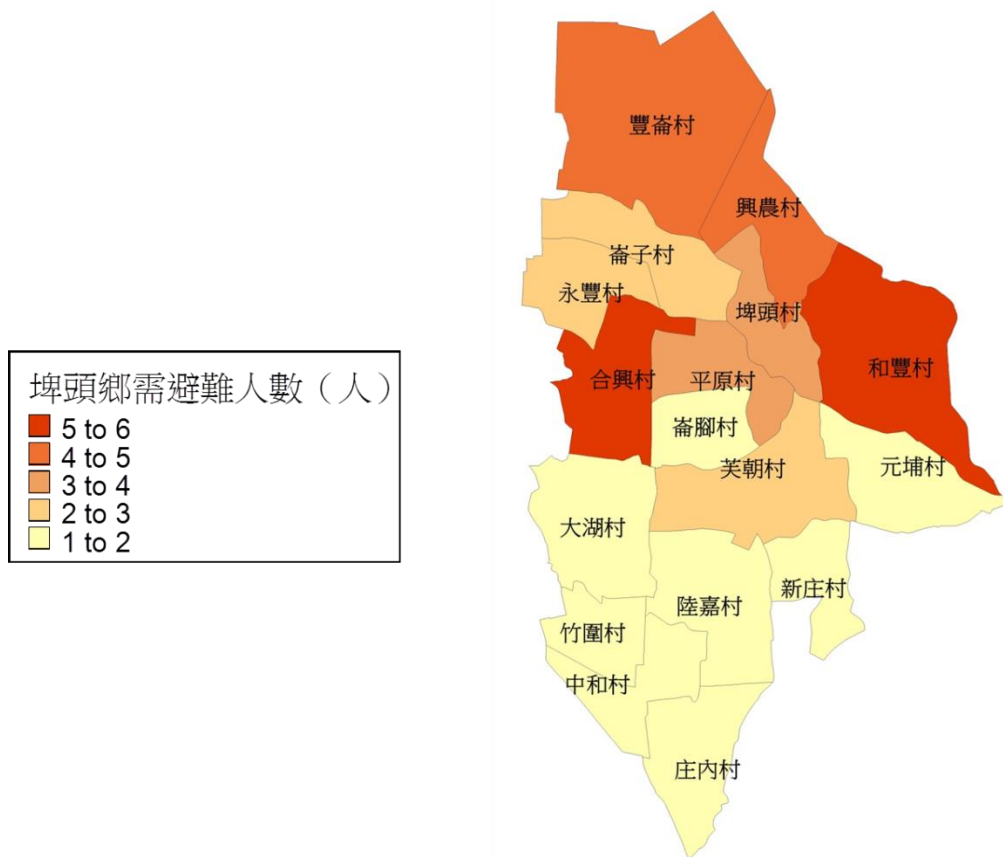 豐崙村
興農村
崙子村
永豐村
埤頭村
和豐村
合興村
平原村
崙腳村
芙朝村
元埔村
大湖村
新庄村
陸嘉村
竹圍村
中和村
庄內村
埤頭鄉需避難人數（人）
5 to 6
4 to 5
3 to 4
2 to 3
1 to 2